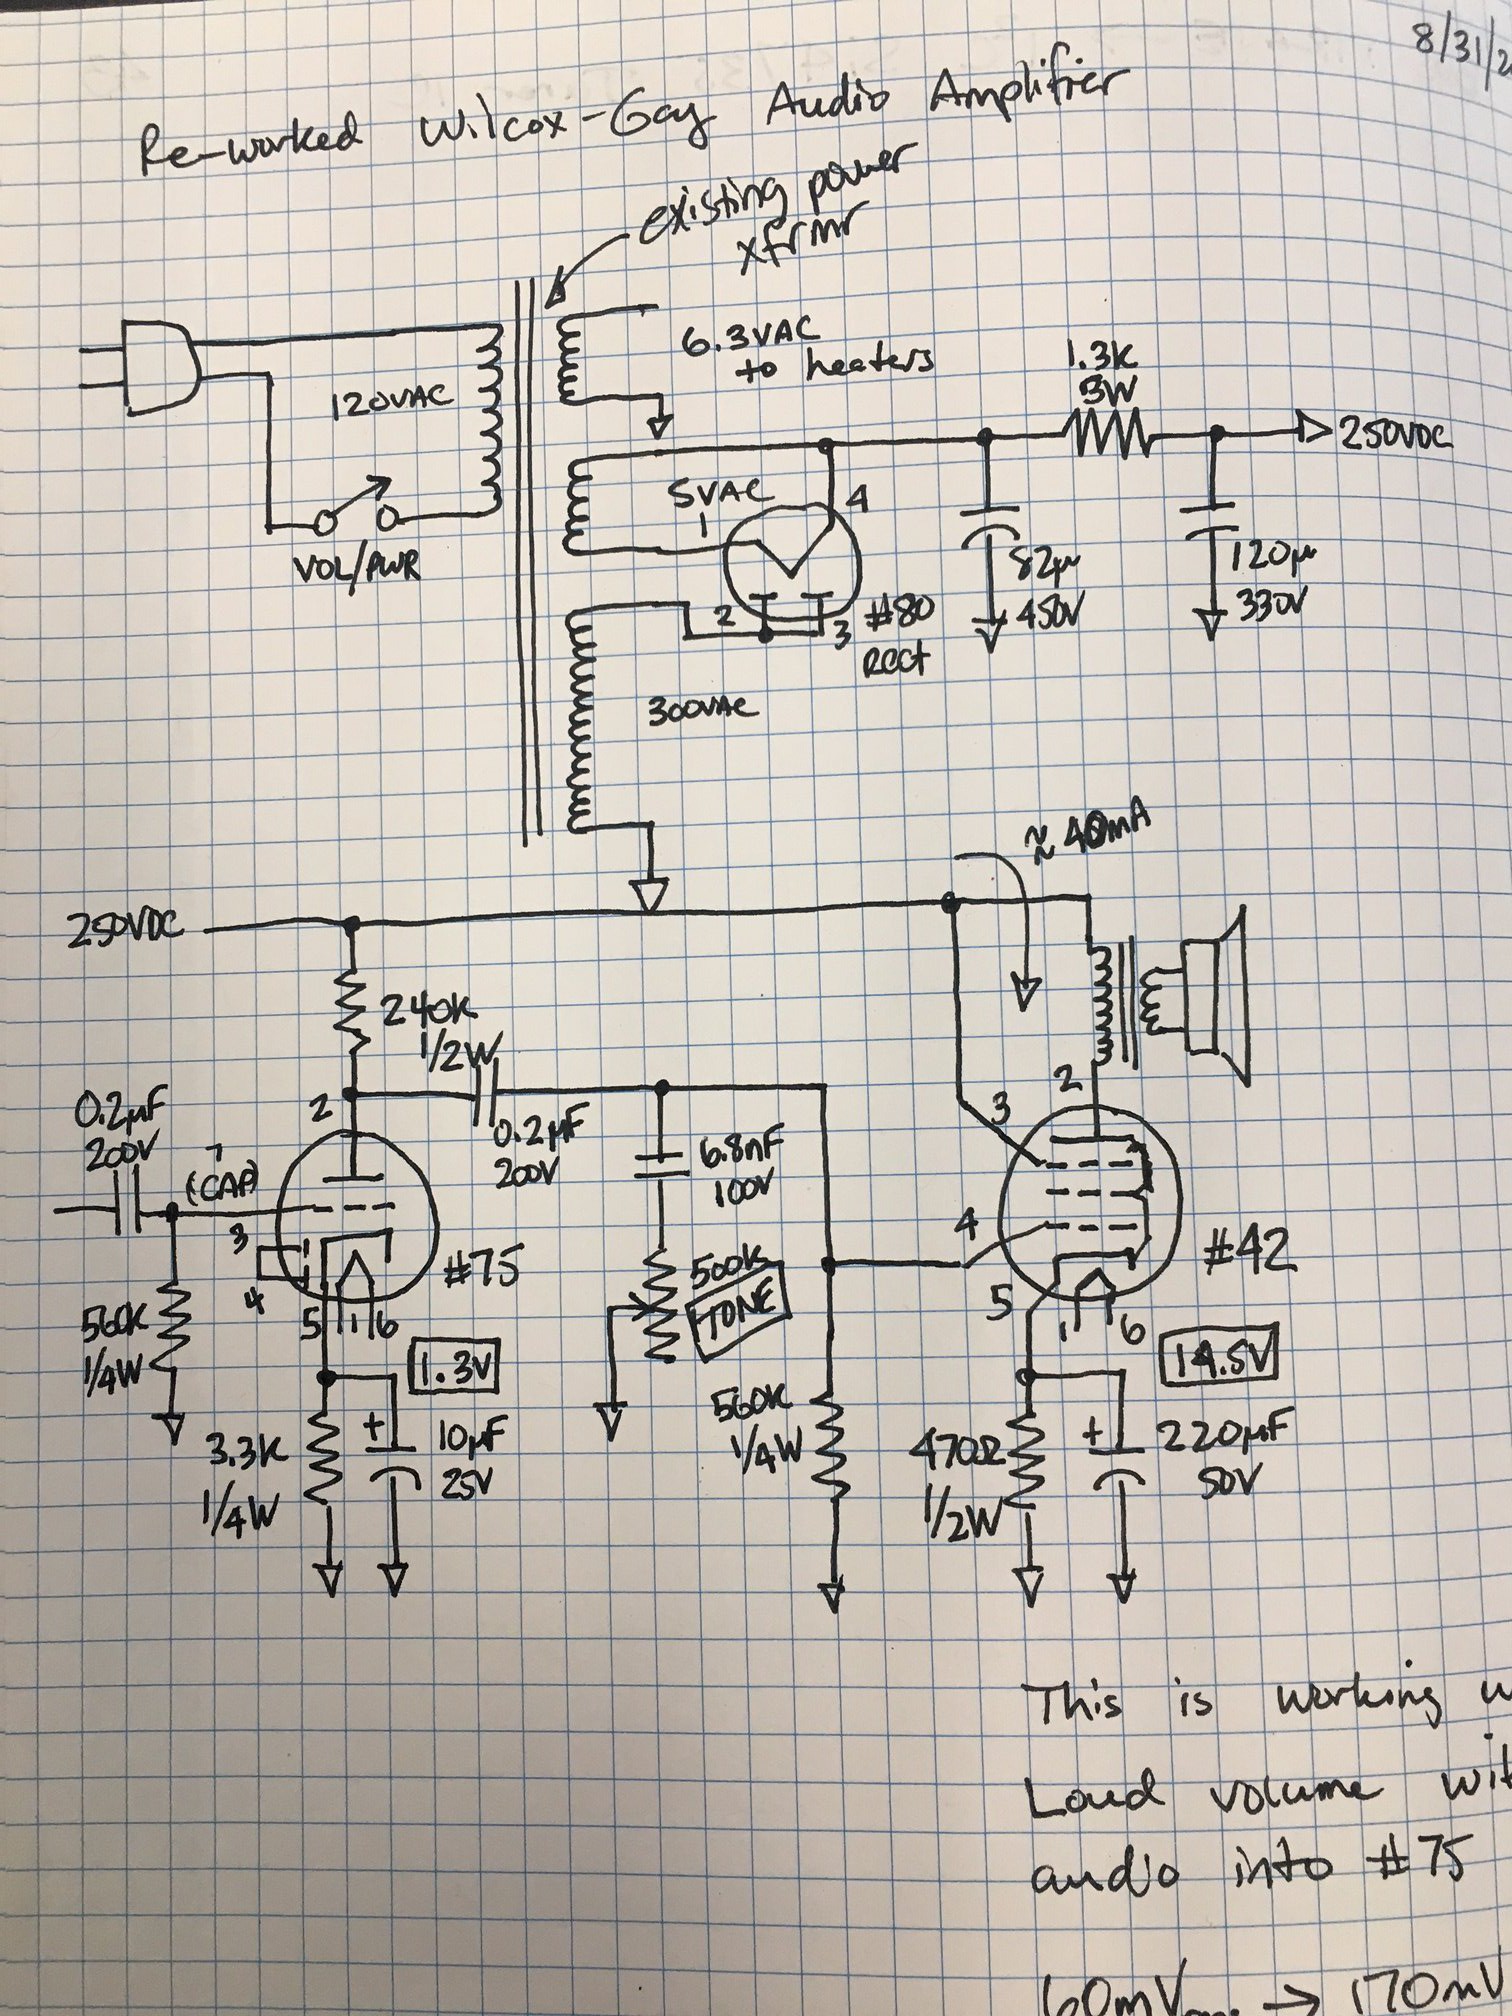 8/31/2
Re-worked Wilcox-Gay Audio Amplifier
existing power
xfrmr
6.3VAC
to heaters
120VAC
VOL/PWR
1.3K
3W
250VDC
5VAC
1
4
82µ
450V
120µ
330V
2
3
#80
Rect
300VAC
≈ 40mA
250VDC
240K
1/2W
2
0.2µF
200V
0.2µF
200V
(CAP)
3
4
5
1
6
#75
560K
1/4W
1.3V
3.3K
1/4W
+
10µF
25V
6.8nF
100V
500K
TONE
560K
1/4W
2
3
4
5
1
6
#42
14.5V
470Ω
1/2W
+
220µF
50V
This is working
Loud volume
audio into #75
60mV → 170mV